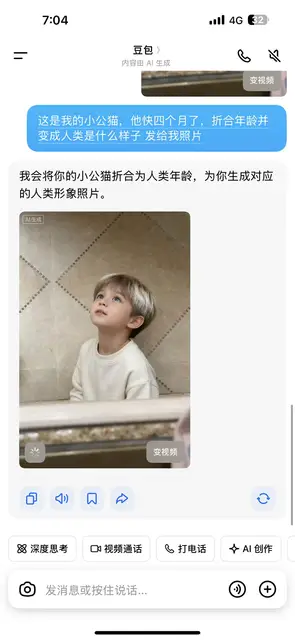 7:04
4G
32
豆包
内容由 AI 生成
变视频
这是我的小公猫，他快四个月了，折合年龄并
变成人类是什么样子 发给我照片
我会将你的小公猫折合为人类年龄，为你生成对应
的人类形象照片。
AI生成
变视频
深度思考
视频通话
打电话
AI 创作
发消息或按住说话...